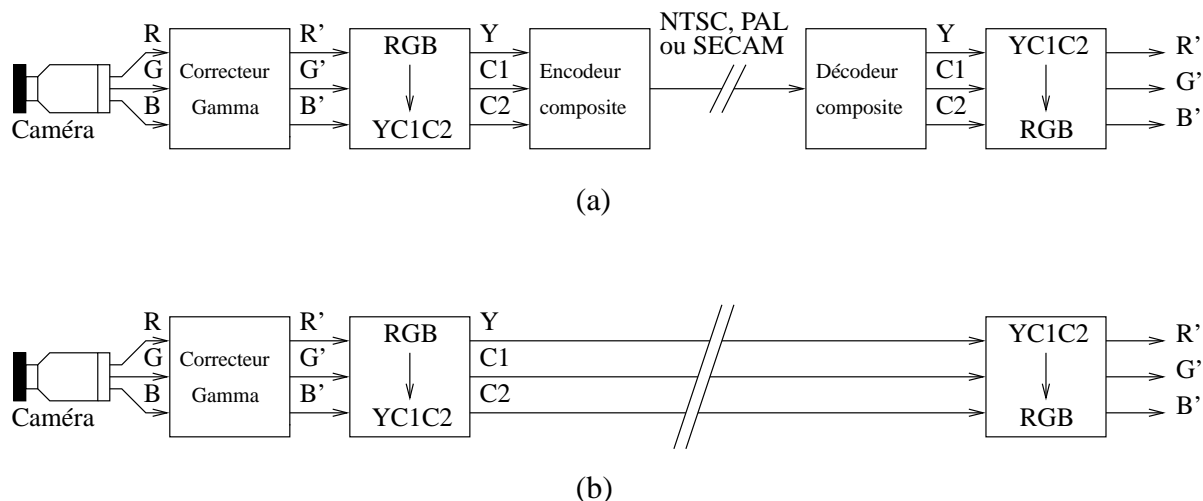 NTSC, PAL
ou SECAM
R
G
B
Caméra
Correcteur
Gamma
R'
G'
B'
RGB
YC1C2
Y
C1
C2
Encodeur
composite
Décodeur
composite
Y
C1
C2
YC1C2
RGB
R'
G'
B'
(a)
R
G
B
Caméra
Correcteur
Gamma
R'
G'
B'
RGB
YC1C2
Y
C1
C2
YC1C2
RGB
R'
G'
B'
(b)